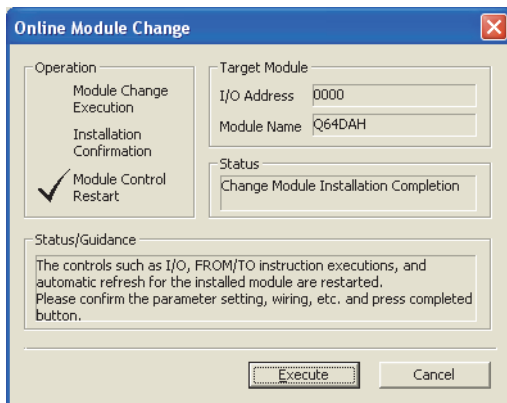 Online Module Change
Operation
Module Change
Execution
Installation
Confirmation
Module Control
Restart
Target Module
I/O Address 0000
Module Name Q64DAH
Status
Change Module Installation Completion
Status/Guidance
The controls such as I/O, FROM/TO instruction executions, and
automatic refresh for the installed module are restarted.
Please confirm the parameter setting, wiring, etc. and press completed
button.
Execute Cancel